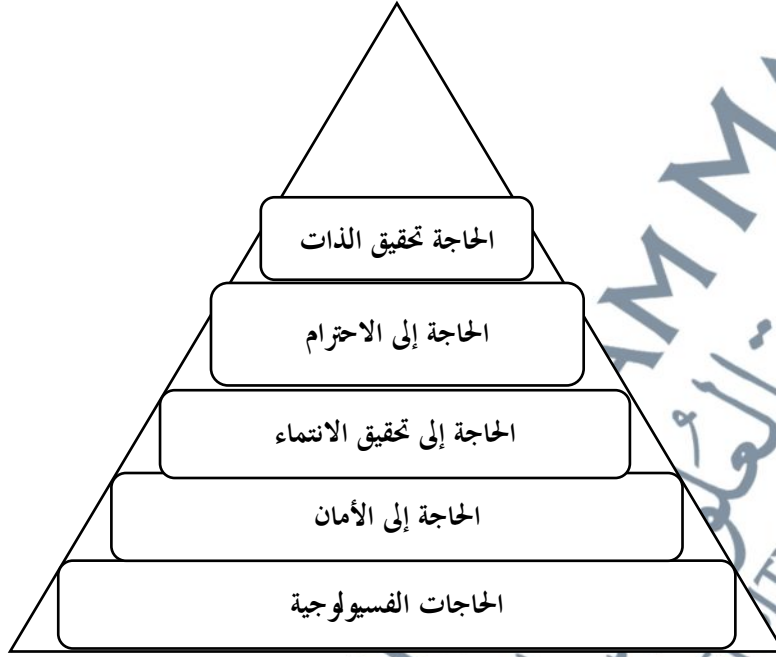 الحاجة تحقيق الذات
الحاجة إلى الاحترام
الحاجة إلى تحقيق الانتماء
الحاجة إلى الأمان
الحاجات الفسيولوجية